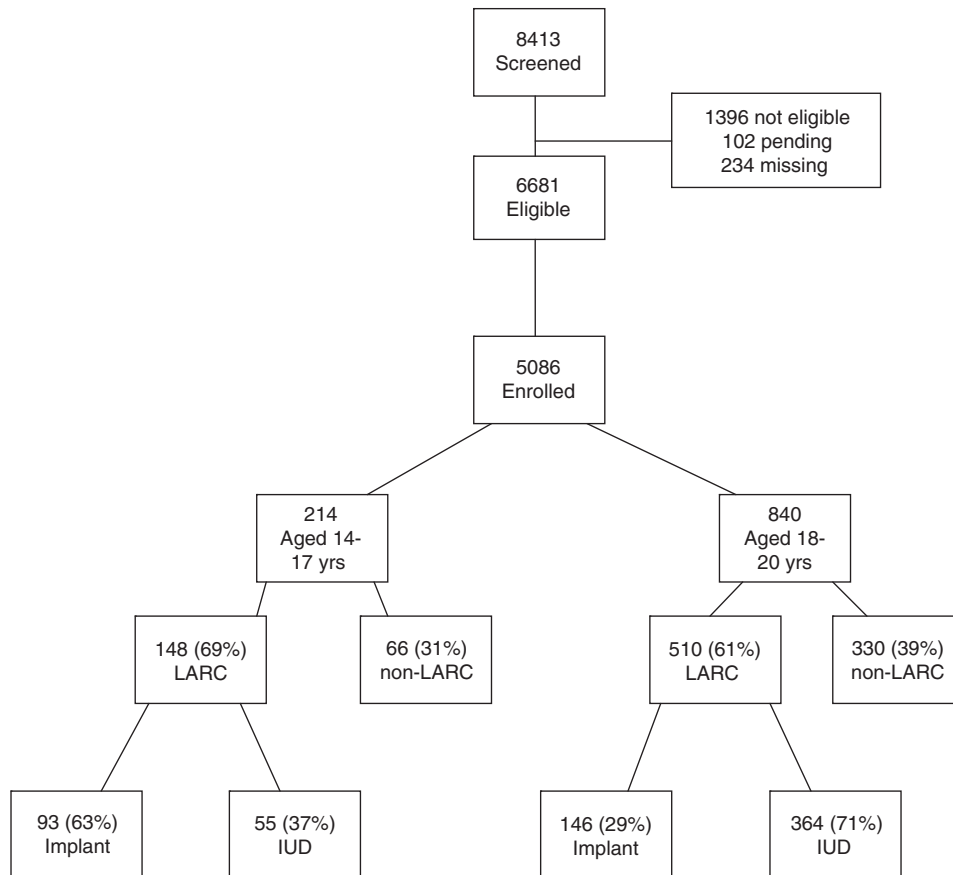 8413
Screened
1396 not eligible
102 pending
234 missing
6681
Eligible
5086
Enrolled
214
Aged 14-
17 yrs
840
Aged 18-
20 yrs
148 (69%)
LARC
66 (31%)
non-LARC
510 (61%)
LARC
330 (39%)
non-LARC
93 (63%)
Implant
55 (37%)
IUD
146 (29%)
Implant
364 (71%)
IUD